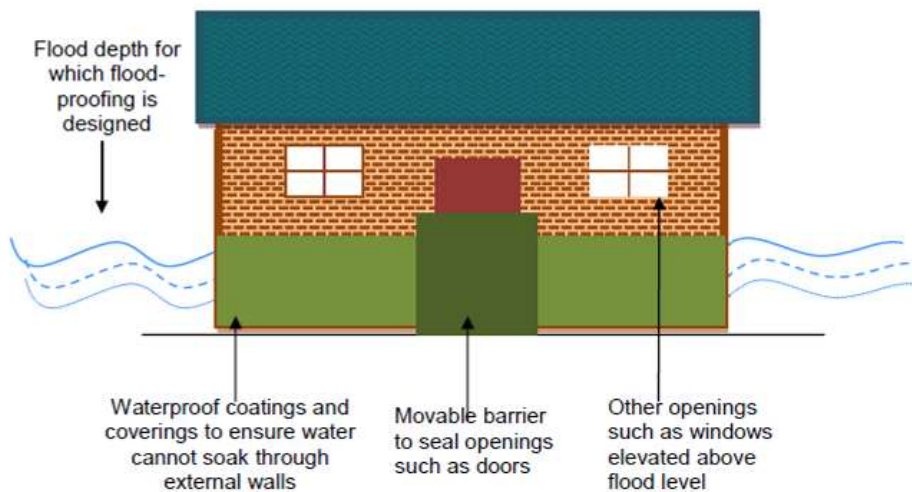 Flood depth for
which flood-
proofing is
designed
Waterproof coatings and
coverings to ensure water
cannot soak through
external walls
Movable barrier
to seal openings
such as doors
Other openings
such as windows
elevated above
flood level